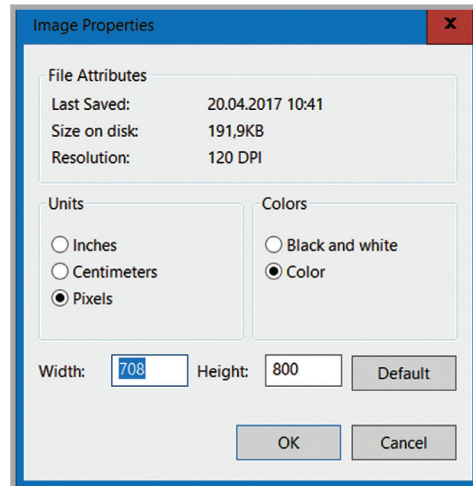 Image Properties x
File Attributes
Last Saved: 20.04.2017 10:41
Size on disk: 191,9KB
Resolution: 120 DPI
Units
Inches
Centimeters
Pixels
Colors
Black and white
Color
Width: 708 Height: 800 Default
OK Cancel